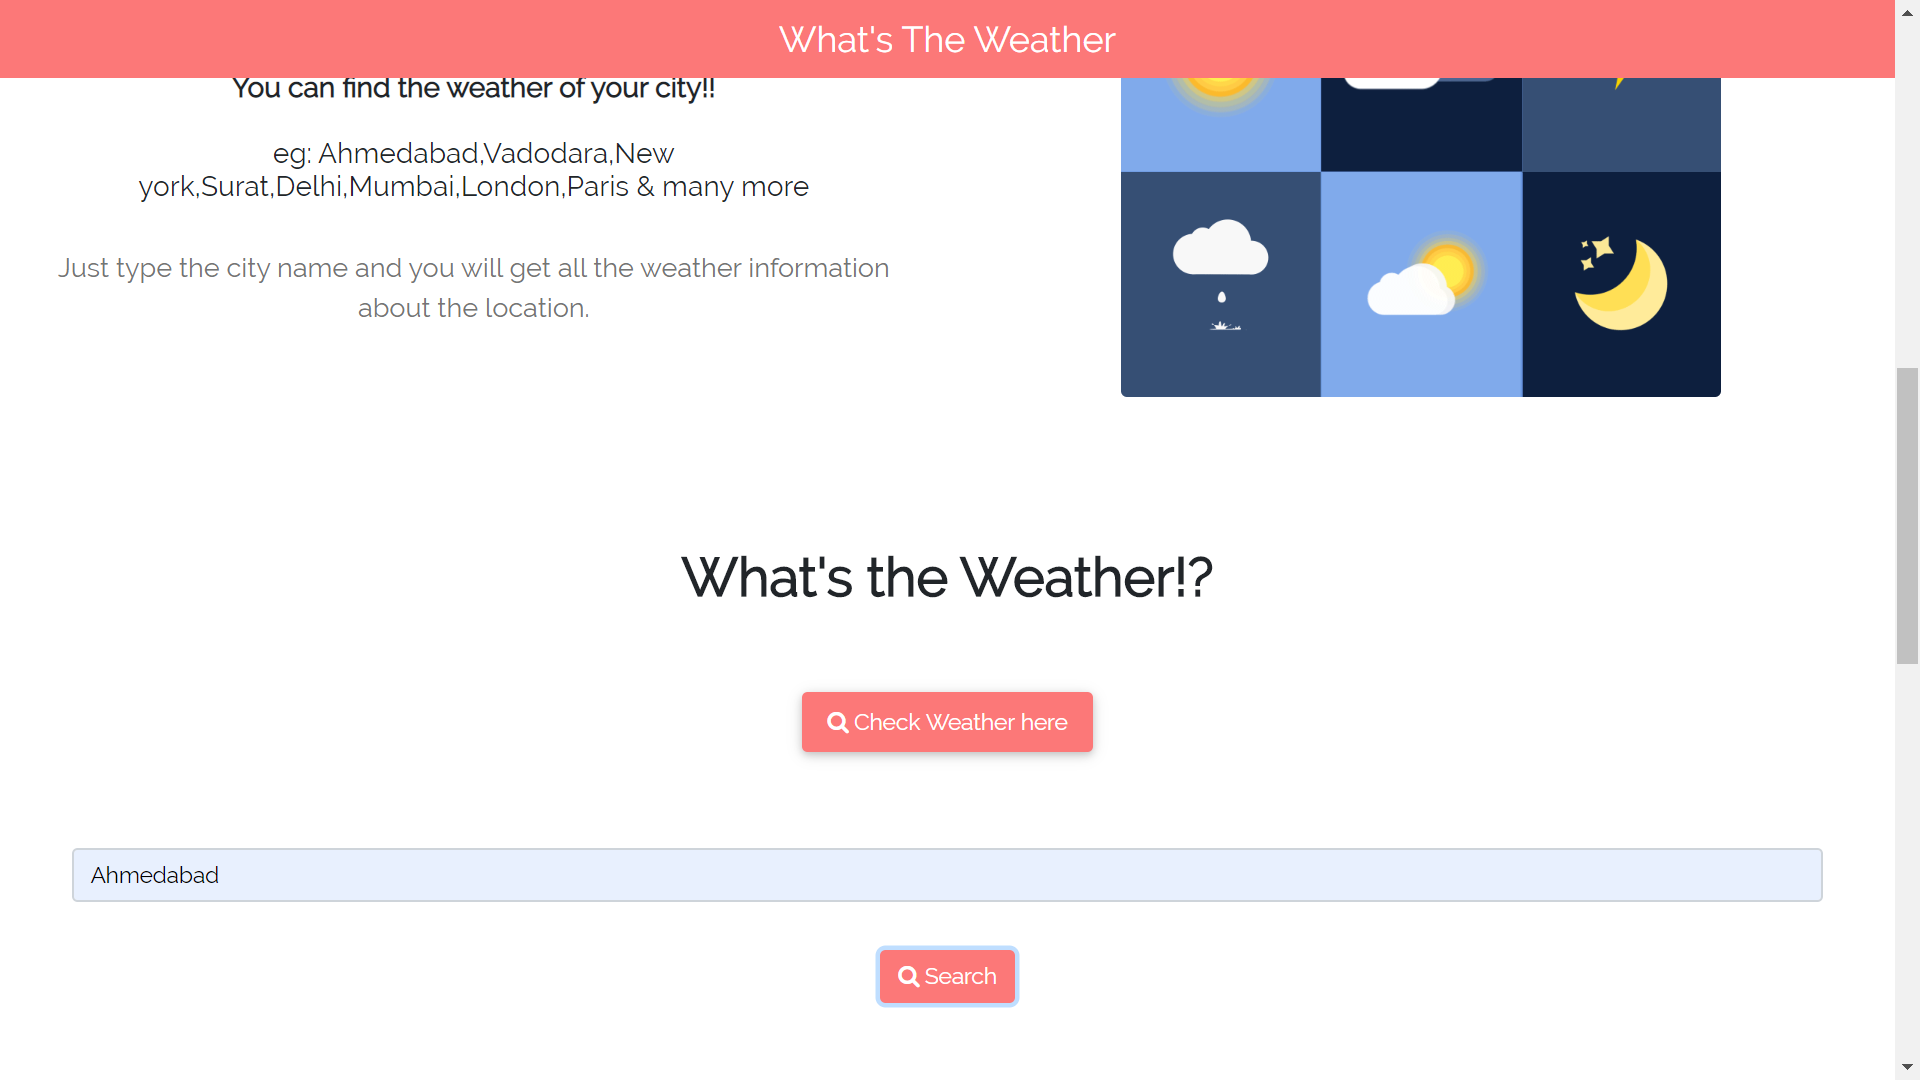 What's The Weather
You can find the weather of your city!!
eg: Ahmedabad,Vadodara,New
york,Surat,Delhi,Mumbai,London,Paris & many more
Just type the city name and you will get all the weather information
about the location.
What's the Weather!?
Check Weather here
Ahmedabad
Search